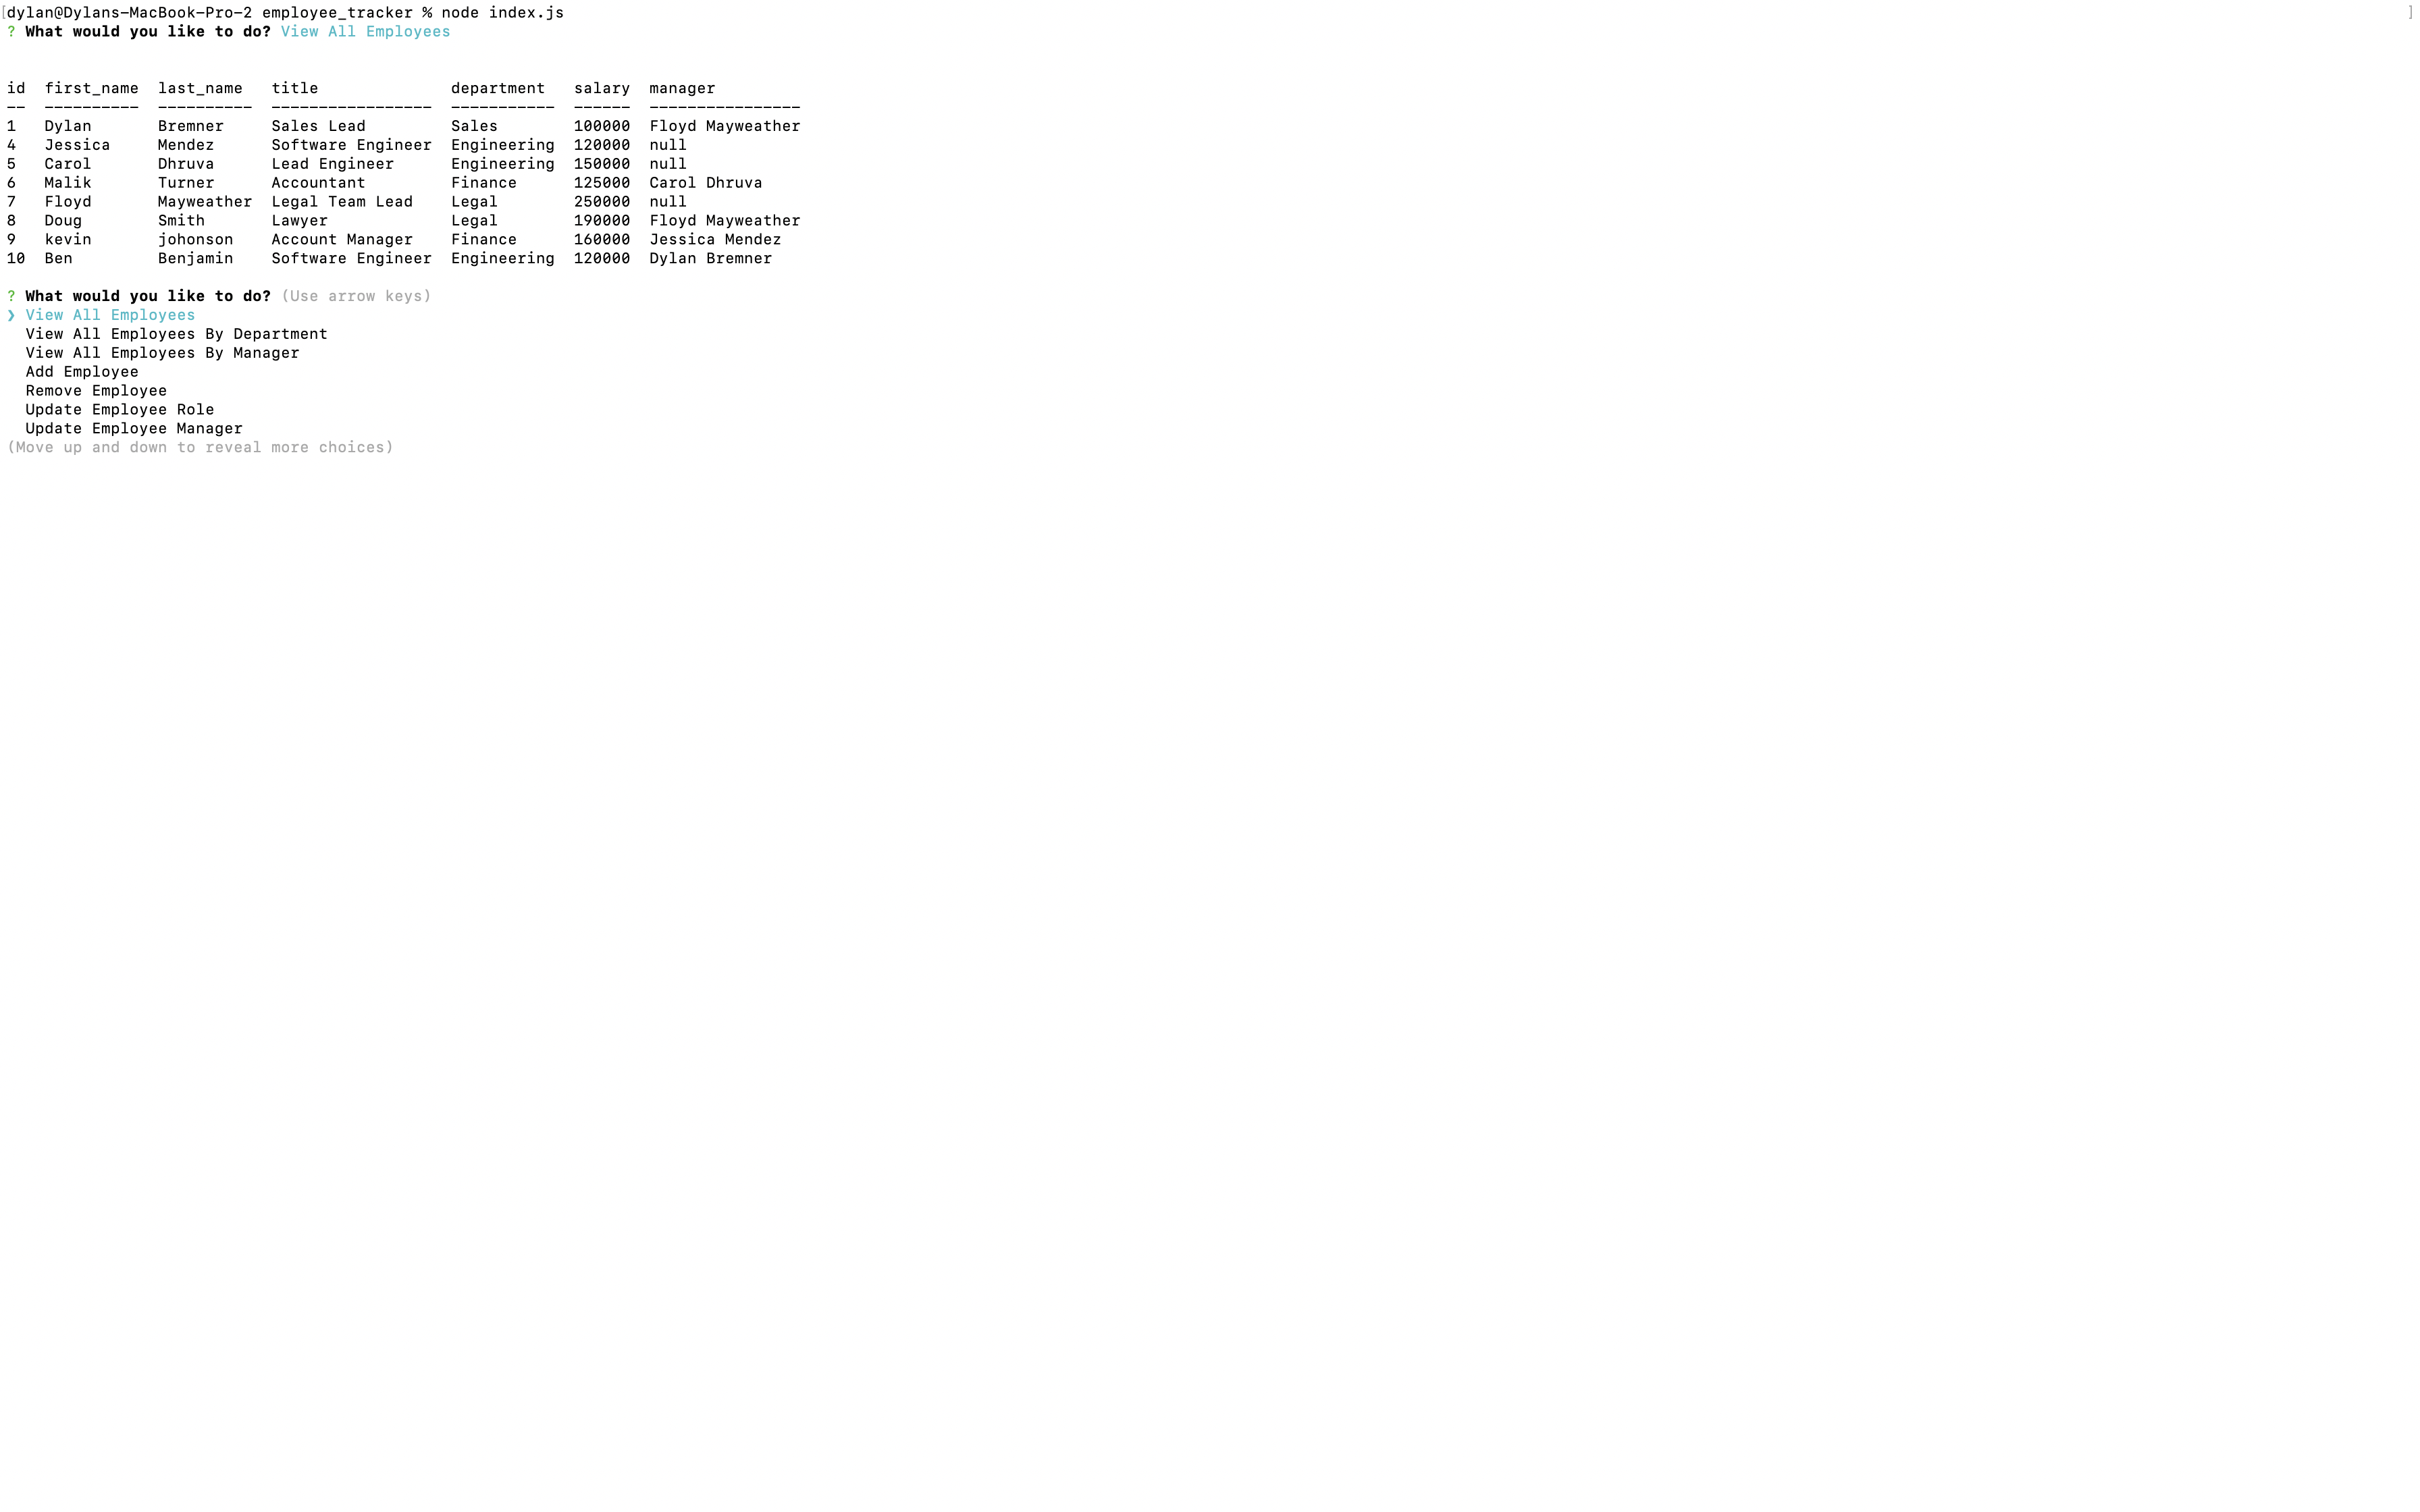 [dylan@Dylans-MacBook-Pro-2 employee_tracker % node index.js ]
? What would you like to do? View All Employees
id  first_name  last_name   title              department   salary  manager
--  ----------  ----------  -----------------  -----------  ------  ----------------
1   Dylan       Bremner     Sales Lead         Sales        100000  Floyd Mayweather
4   Jessica     Mendez      Software Engineer  Engineering  120000  null
5   Carol       Dhruva      Lead Engineer      Engineering  150000  null
6   Malik       Turner      Accountant         Finance      125000  Carol Dhruva
7   Floyd       Mayweather  Legal Team Lead    Legal        250000  null
8   Doug        Smith       Lawyer             Legal        190000  Floyd Mayweather
9   kevin       johonson    Account Manager    Finance      160000  Jessica Mendez
10  Ben         Benjamin    Software Engineer  Engineering  120000  Dylan Bremner
? What would you like to do? (Use arrow keys)
❯ View All Employees
  View All Employees By Department
  View All Employees By Manager
  Add Employee
  Remove Employee
  Update Employee Role
  Update Employee Manager
(Move up and down to reveal more choices)